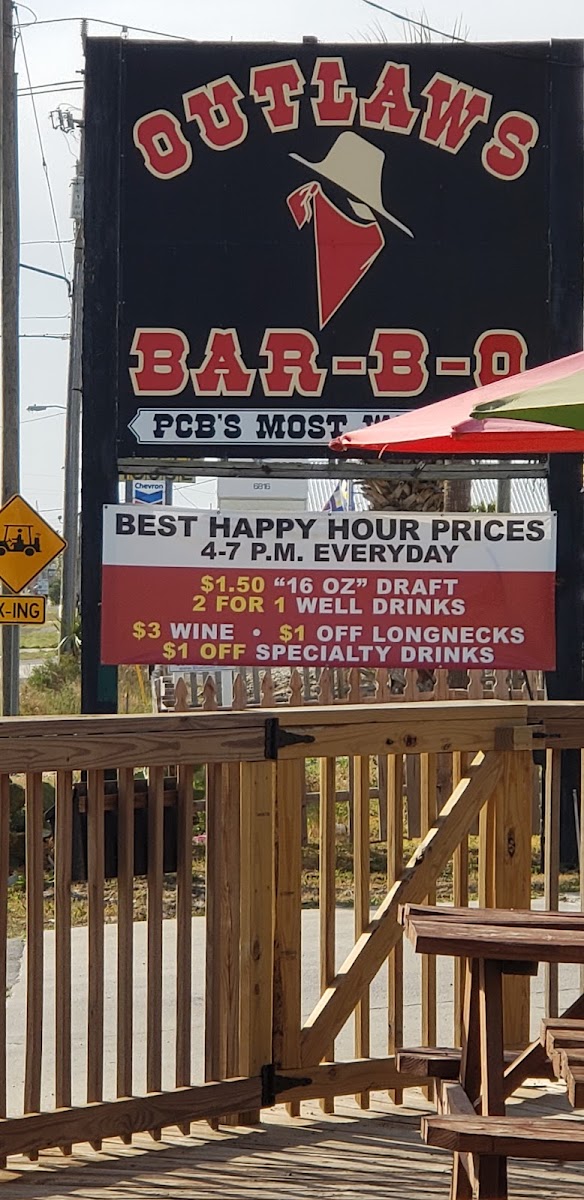 OUTLAWS
BAR-B-Q
PCB'S MOST
Chevron
6816
BEST HAPPY HOUR PRICES
4-7 P.M. EVERYDAY
$1.50 “16 OZ” DRAFT
2 FOR 1 WELL DRINKS
$3 WINE • $1 OFF LONGNECKS
$1 OFF SPECIALTY DRINKS
X-ING